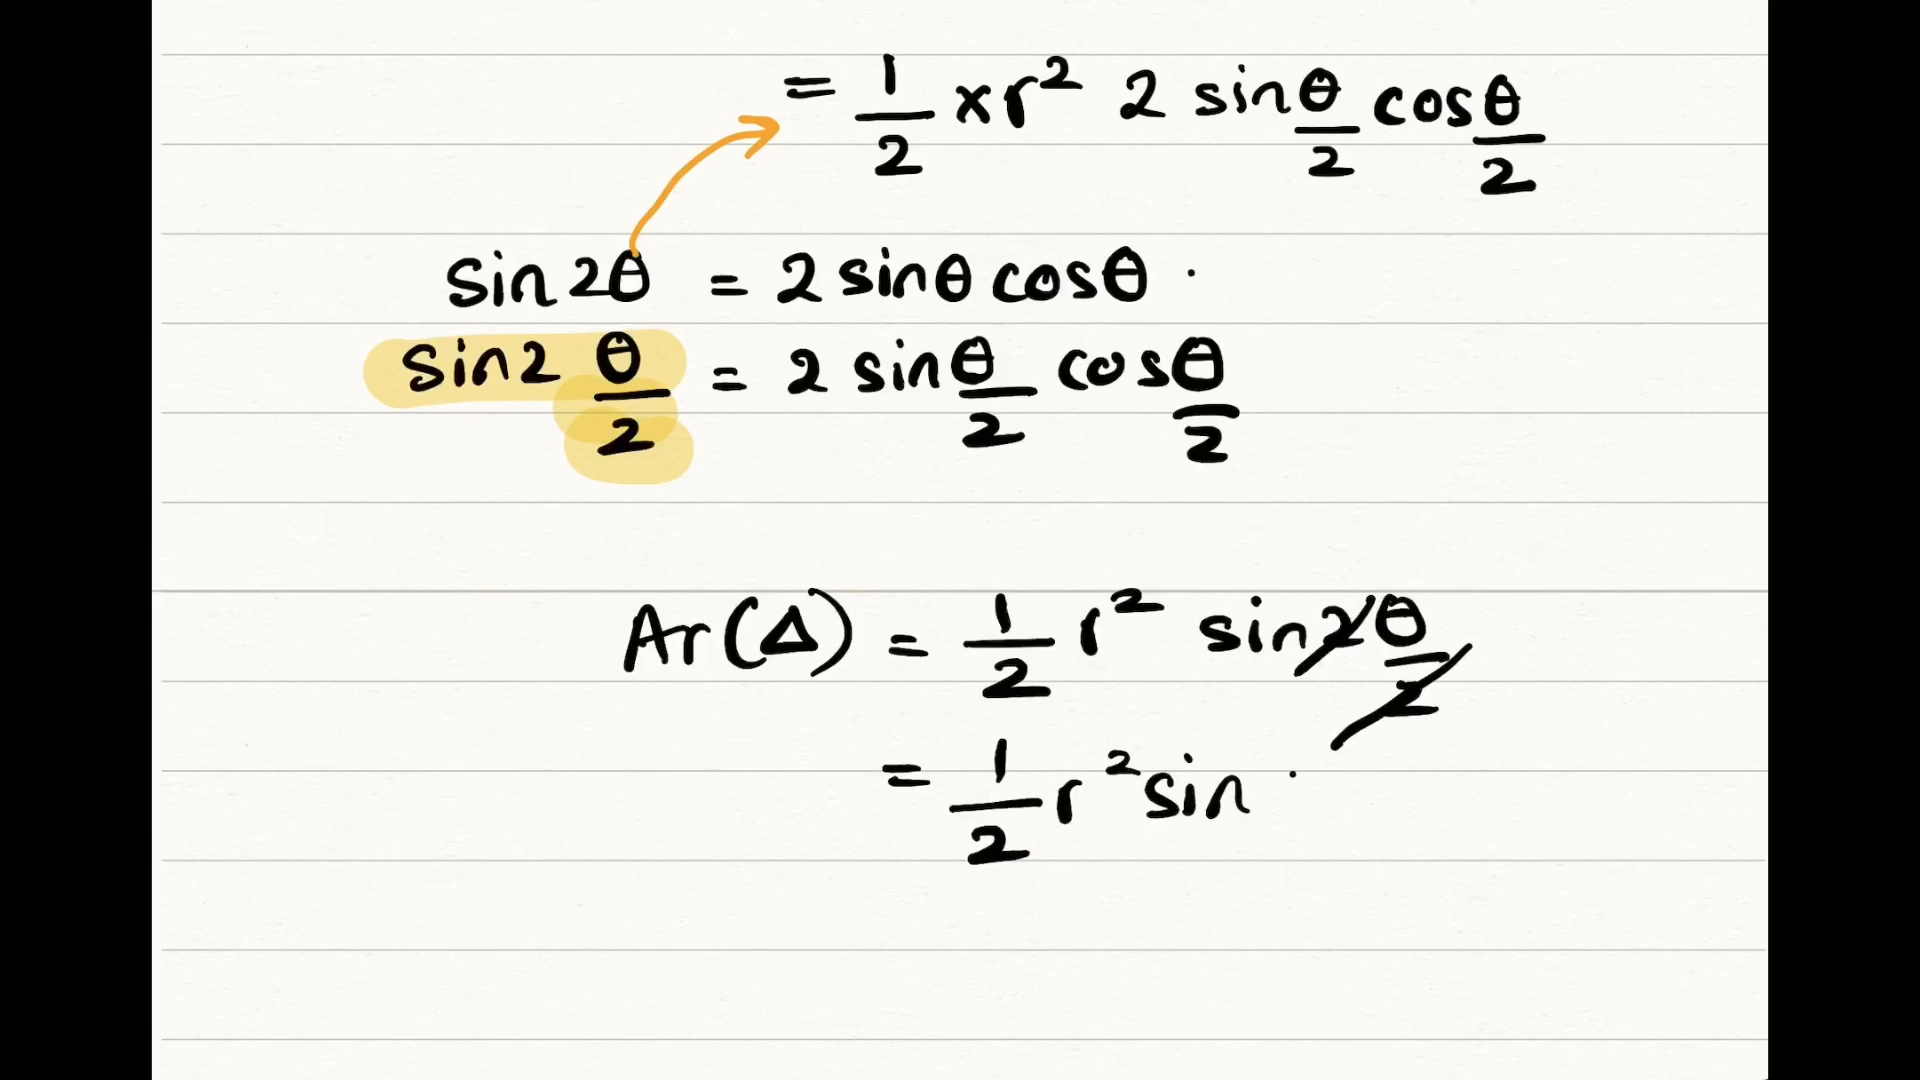 = 1/2 × r² 2 sin θ/2 cos θ/2
sin 2θ = 2 sin θ cos θ .
sin 2 θ/2 = 2 sin θ/2 cos θ/2
Ar(Δ) = 1/2 r² sin 2 θ/2
= 1/2 r² sin .